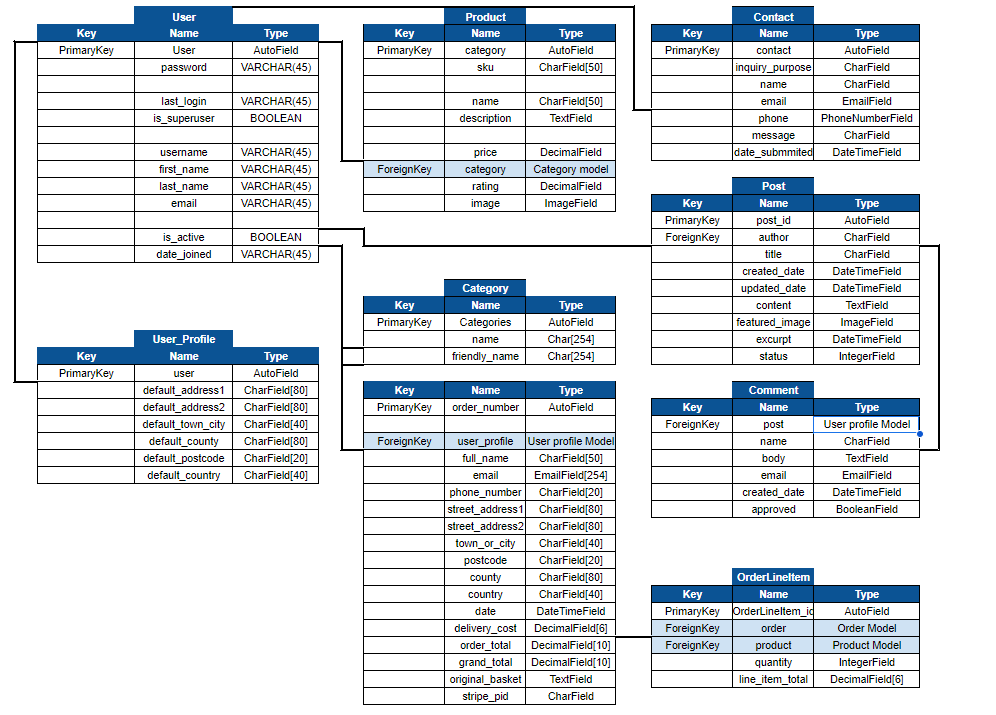 User
Key Name Type
PrimaryKey User AutoField
password VARCHAR(45)
last_login VARCHAR(45)
is_superuser BOOLEAN
username VARCHAR(45)
first_name VARCHAR(45)
last_name VARCHAR(45)
email VARCHAR(45)
is_active BOOLEAN
date_joined VARCHAR(45)
User_Profile
Key Name Type
PrimaryKey user AutoField
default_address1 CharField[80]
default_address2 CharField[80]
default_town_city CharField[40]
default_county CharField[80]
default_postcode CharField[20]
default_country CharField[40]
Product
Key Name Type
PrimaryKey category AutoField
sku CharField[50]
name CharField[50]
description TextField
price DecimalField
ForeignKey category Category model
rating DecimalField
image ImageField
Category
Key Name Type
PrimaryKey Categories AutoField
name Char[254]
friendly_name Char[254]
Key Name Type
PrimaryKey order_number AutoField
ForeignKey user_profile User profile Model
full_name CharField[50]
email EmailField[254]
phone_number CharField[20]
street_address1 CharField[80]
street_address2 CharField[80]
town_or_city CharField[40]
postcode CharField[20]
county CharField[80]
country CharField[40]
date DateTimeField
delivery_cost DecimalField[6]
order_total DecimalField[10]
grand_total DecimalField[10]
original_basket TextField
stripe_pid CharField
Contact
Key Name Type
PrimaryKey contact AutoField
inquiry_purpose CharField
name CharField
email EmailField
phone PhoneNumberField
message CharField
date_submmited DateTimeField
Post
Key Name Type
PrimaryKey post_id AutoField
ForeignKey author CharField
title CharField
created_date DateTimeField
updated_date DateTimeField
content TextField
featured_image ImageField
excurpt DateTimeField
status IntegerField
Comment
Key Name Type
ForeignKey post User profile Model
name CharField
body TextField
email EmailField
created_date DateTimeField
approved BooleanField
OrderLineItem
Key Name Type
PrimaryKey OrderLineItem_id AutoField
ForeignKey order Order Model
ForeignKey product Product Model
quantity IntegerField
line_item_total DecimalField[6]